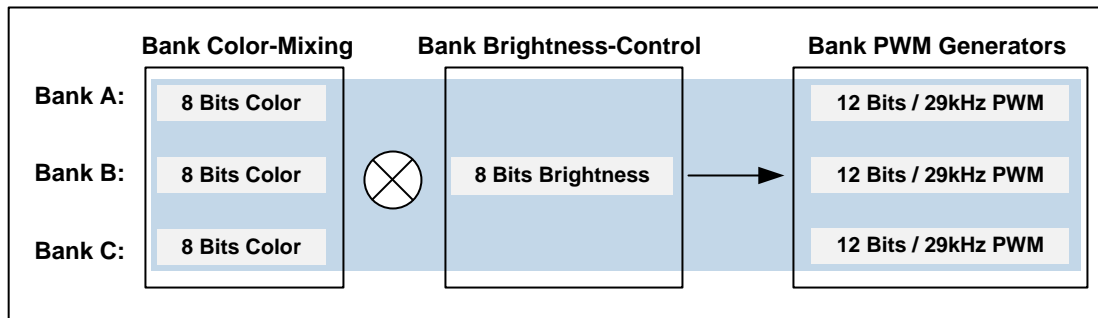 Bank Color-Mixing Bank Brightness-Control Bank PWM Generators
Bank A: 8 Bits Color 12 Bits / 29kHz PWM
Bank B: 8 Bits Color 8 Bits Brightness 12 Bits / 29kHz PWM
Bank C: 8 Bits Color 12 Bits / 29kHz PWM